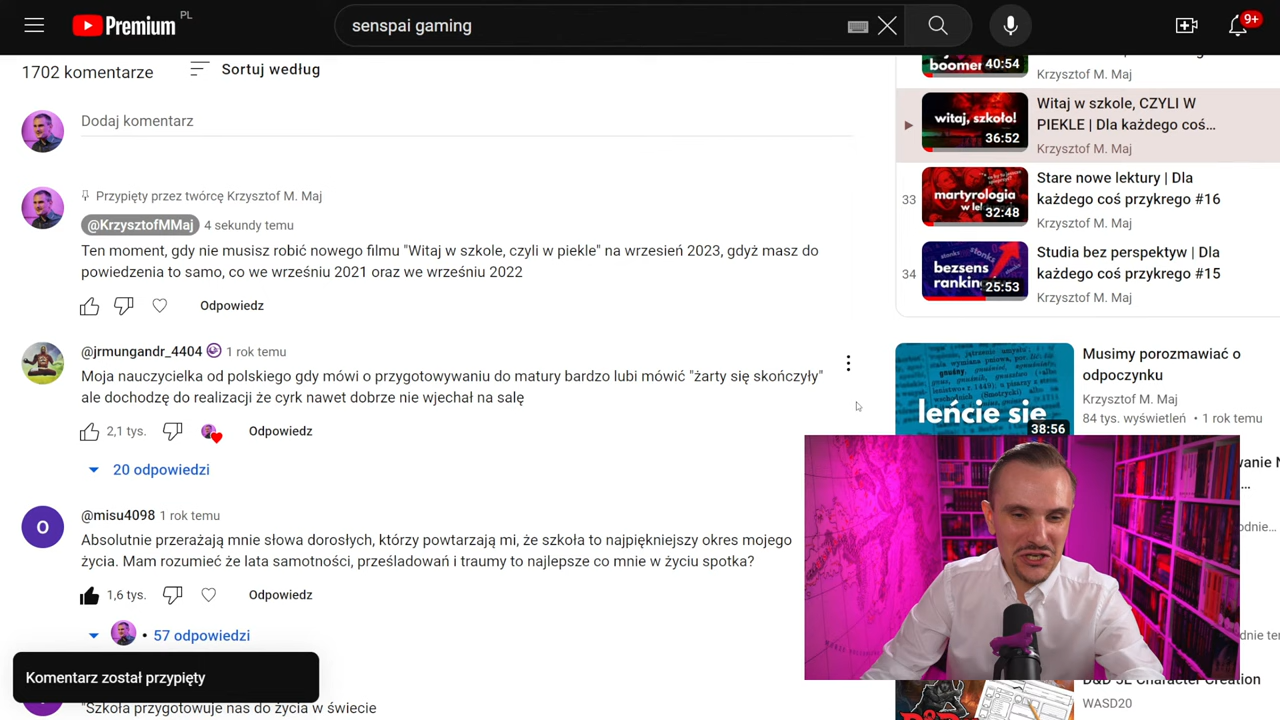 Premium PL
senspai gaming
9+
1702 komentarze
Sortuj według
Dodaj komentarz
Przypięty przez twórcę Krzysztof M. Maj
@KrzysztofMMaj 4 sekundy temu
Ten moment, gdy nie musisz robić nowego filmu "Witaj w szkole, czyli w piekle" na wrzesień 2023, gdyż masz do
powiedzenia to samo, co we wrześniu 2021 oraz we wrześniu 2022
Odpowiedz
@jrmungandr_4404 1 rok temu
Moja nauczycielka od polskiego gdy mówi o przygotowywaniu do matury bardzo lubi mówić "żarty się skończyły"
ale dochodzę do realizacji że cyrk nawet dobrze nie wjechał na salę
2,1 tys. Odpowiedz
20 odpowiedzi
O
@misu4098 1 rok temu
Absolutnie przerażają mnie słowa dorosłych, którzy powtarzają mi, że szkoła to najpiękniejszy okres mojego
życia. Mam rozumieć że lata samotności, prześladowań i traumy to najlepsze co mnie w życiu spotka?
1,6 tys. Odpowiedz
• 57 odpowiedzi
Komentarz został przypięty
"Szkoła przygotowuje nas do życia w świecie
boomer
40:54
Krzysztof M. Maj
witaj, szkoło!
36:52
Witaj w szkole, CZYLI W
PIEKLE | Dla każdego coś...
Krzysztof M. Maj
33
martyrologia
w le
32:48
Stare nowe lektury | Dla
każdego coś przykrego #16
Krzysztof M. Maj
34
bezsens
rankin
25:53
Studia bez perspektyw | Dla
każdego coś przykrego #15
Krzysztof M. Maj
leńcie się
38:56
Musimy porozmawiać o
odpoczynku
Krzysztof M. Maj
84 tys. wyświetleń • 1 rok temu
D&D 5E Character Creation
WASD20